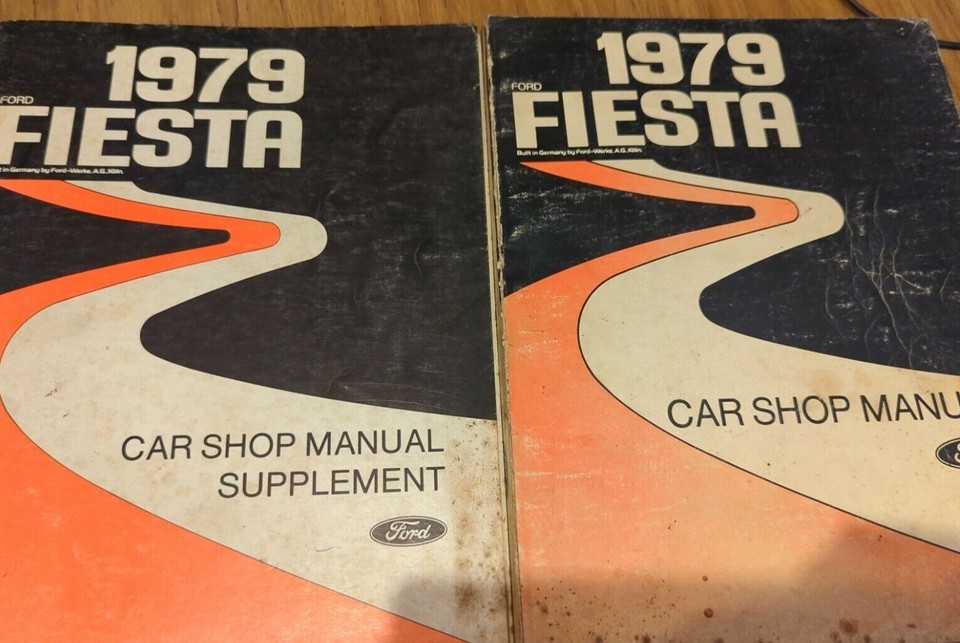 1979
FORD
FIESTA
t in Germany by Ford-Werke. A.G., Köln.
CAR SHOP MANUAL
SUPPLEMENT
Ford
1979
FORD
FIESTA
Built in Germany by Ford-Werke. A.G., Köln.
CAR SHOP MANU